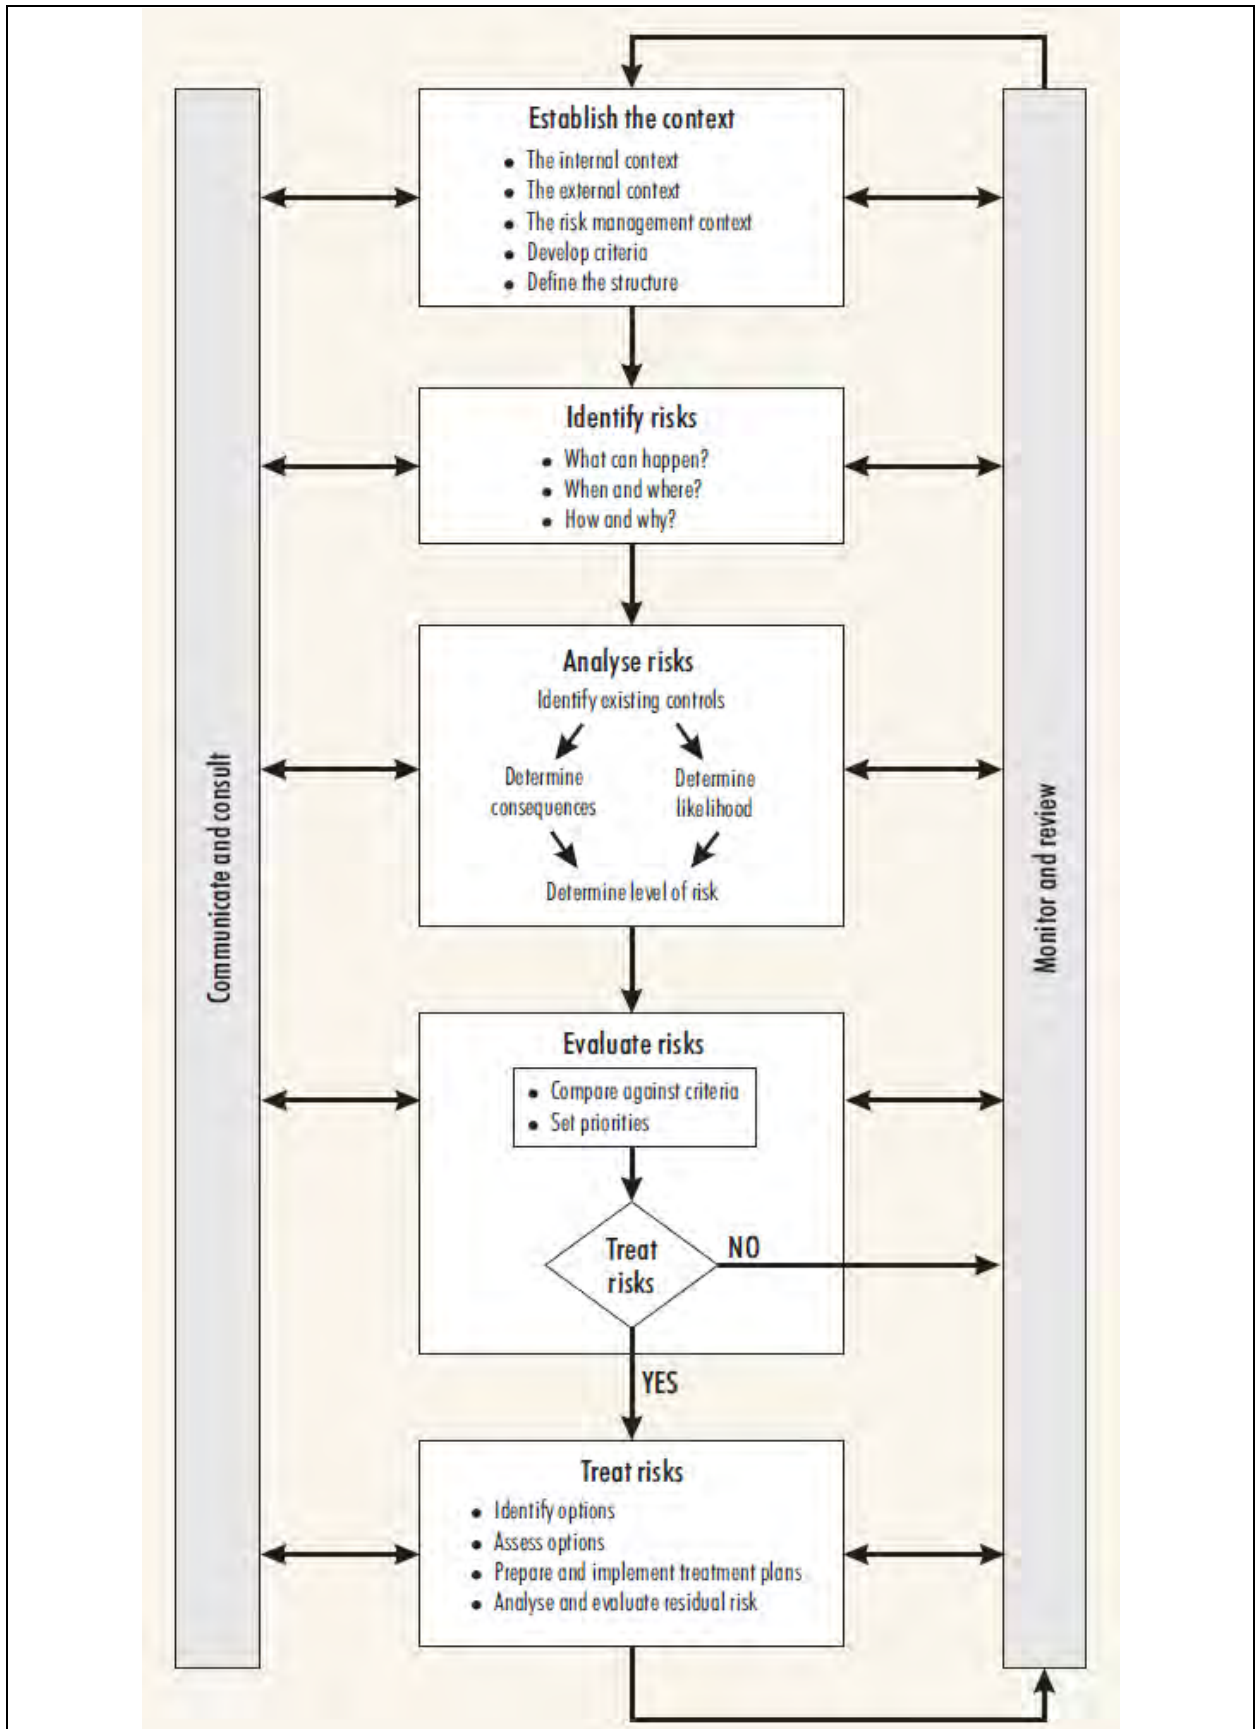 Establish the context
• The internal context
• The external context
• The risk management context
• Develop criteria
• Define the structure
Identify risks
• What can happen?
• When and where?
• How and why?
Analyse risks
Identify existing controls
Determine
consequences
Determine
likelihood
Determine level of risk
Evaluate risks
• Compare against criteria
• Set priorities
Treat
risks
NO
YES
Treat risks
• Identify options
• Assess options
• Prepare and implement treatment plans
• Analyse and evaluate residual risk
Communicate and consult
Monitor and review